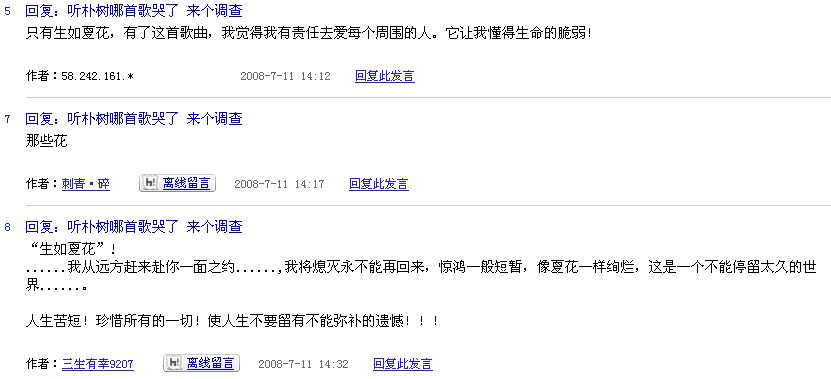 5 回复：听朴树哪首歌哭了 来个调查
只有生如夏花，有了这首歌曲，我觉得我有责任去爱每个周围的人。它让我懂得生命的脆弱！
作者：58.242.161.* 2008-7-11 14:12 回复此发言
7 回复：听朴树哪首歌哭了 来个调查
那些花
作者：刺青·碎 hi 离线留言 2008-7-11 14:17 回复此发言
8 回复：听朴树哪首歌哭了 来个调查
“生如夏花”！
......我从远方赶来赴你一面之约......,我将熄灭永不能再回来，惊鸿一般短暂，像夏花一样绚烂，这是一个不能停留太久的世
界......。
人生苦短！珍惜所有的一切！使人生不要留有不能弥补的遗憾！！！
作者：三生有幸9207 hi 离线留言 2008-7-11 14:32 回复此发言